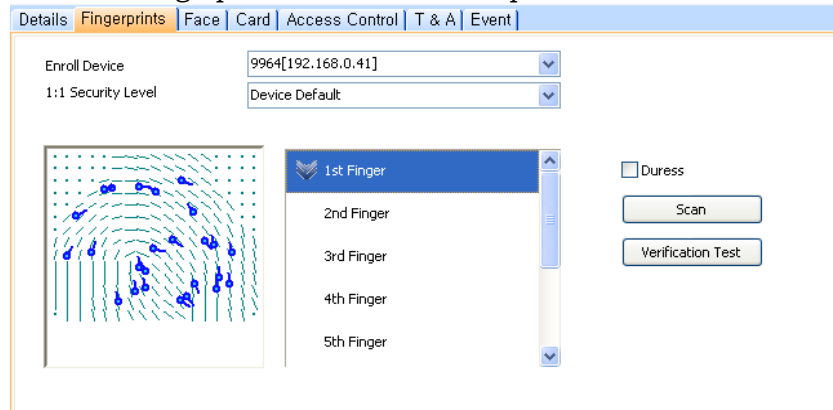 Details Fingerprints Face Card Access Control T & A Event
Enroll Device 9964[192.168.0.41]
1:1 Security Level Device Default
1st Finger
Duress
2nd Finger
Scan
3rd Finger
Verification Test
4th Finger
5th Finger